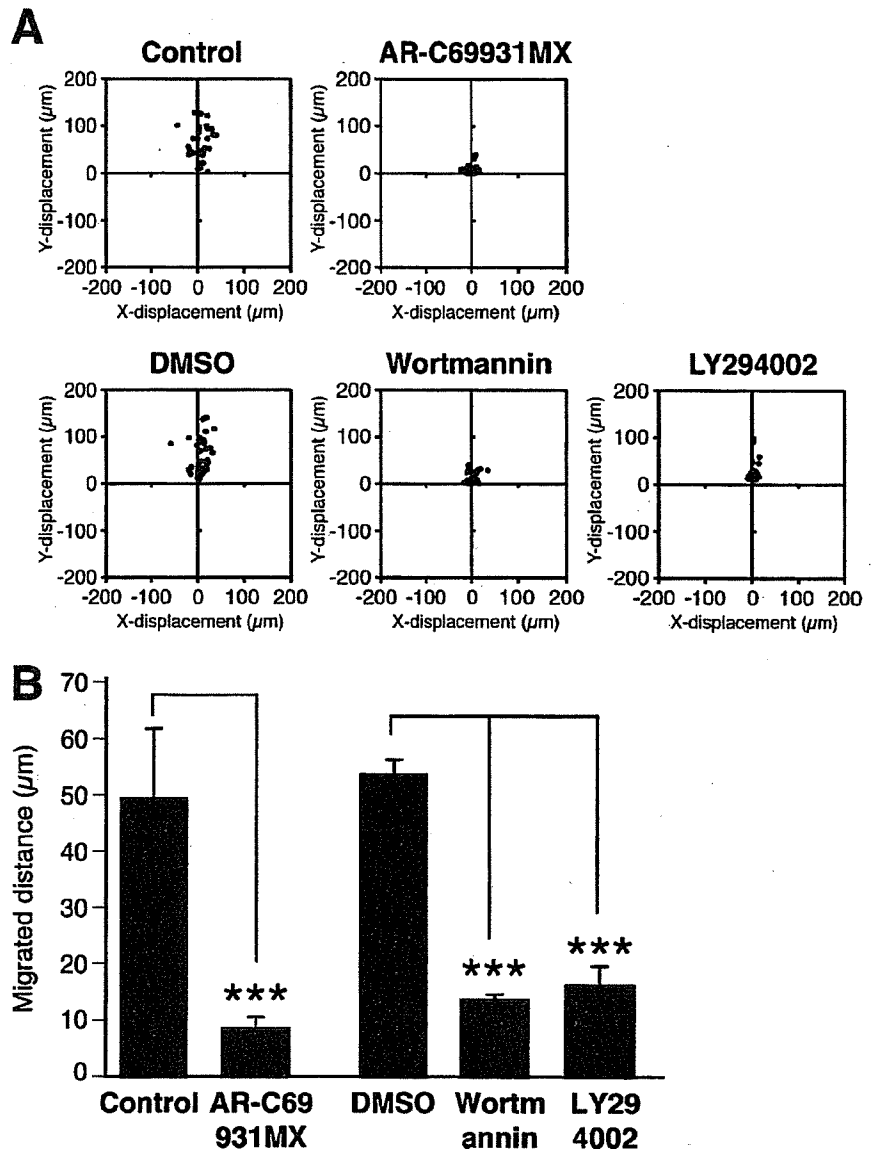 A
Control AR-C69931MX
Y-displacement (µm) 200 100 0 -100 -200
-200 -100 0 100 200
X-displacement (µm)
Y-displacement (µm) 200 100 0 -100 -200
-200 -100 0 100 200
X-displacement (µm)
DMSO Wortmannin LY294002
Y-displacement (µm) 200 100 0 -100 -200
-200 -100 0 100 200
X-displacement (µm)
Y-displacement (µm) 200 100 0 -100 -200
-200 -100 0 100 200
X-displacement (µm)
Y-displacement (µm) 200 100 0 -100 -200
-200 -100 0 100 200
X-displacement (µm)
B
Migrated distance (µm)
70
60
50
40
30
20
10
0
***
***
***
Control AR-C69 DMSO Wortm LY29
931MX annin 4002